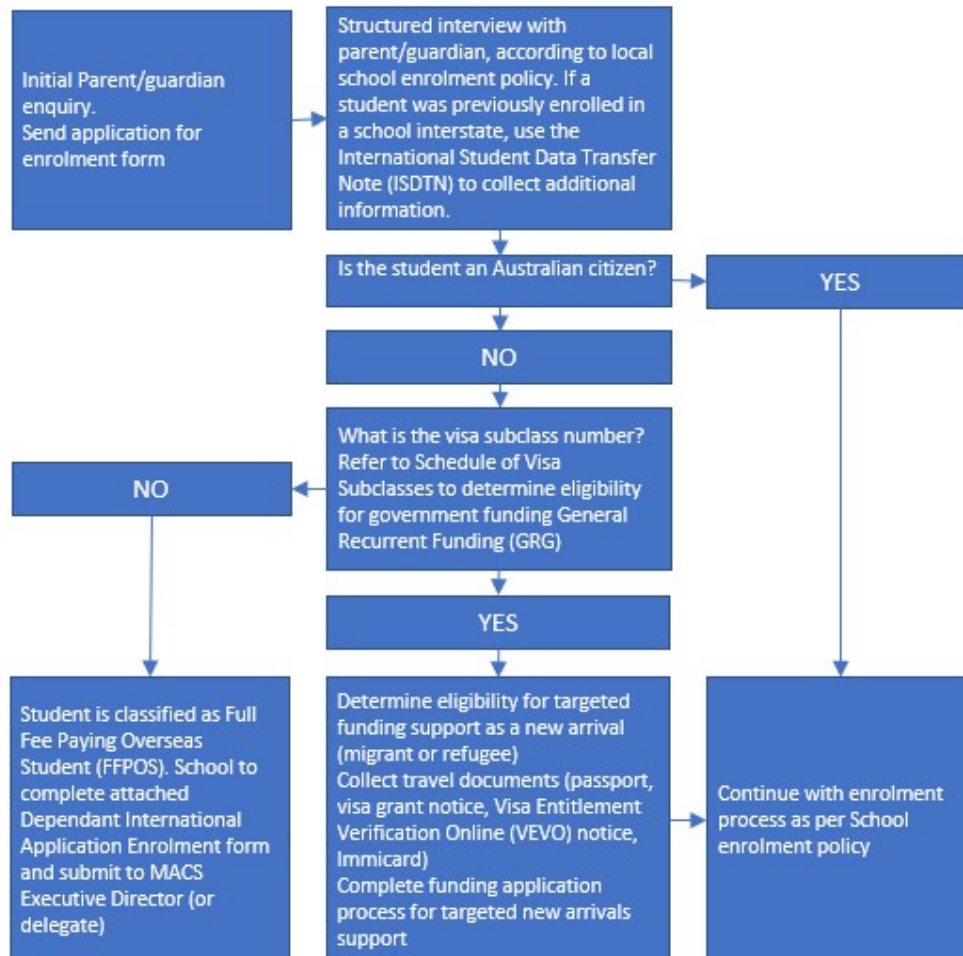 Initial Parent/guardian
enquiry.
Send application for
enrolment form
Structured interview with
parent/guardian, according to local
school enrolment policy. If a
student was previously enrolled in
a school interstate, use the
International Student Data Transfer
Note (ISDTN) to collect additional
information.
Is the student an Australian citizen?
YES
NO
What is the visa subclass number?
Refer to Schedule of Visa
Subclasses to determine eligibility
for government funding General
Recurrent Funding (GRG)
NO
YES
Student is classified as Full
Fee Paying Overseas
Student (FFPOS). School to
complete attached
Dependant International
Application Enrolment form
and submit to MACS
Executive Director (or
delegate)
Determine eligibility for targeted
funding support as a new arrival
(migrant or refugee)
Collect travel documents (passport,
visa grant notice, Visa Entitlement
Verification Online (VEVO) notice,
Immicard)
Complete funding application
process for targeted new arrivals
support
Continue with enrolment
process as per School
enrolment policy